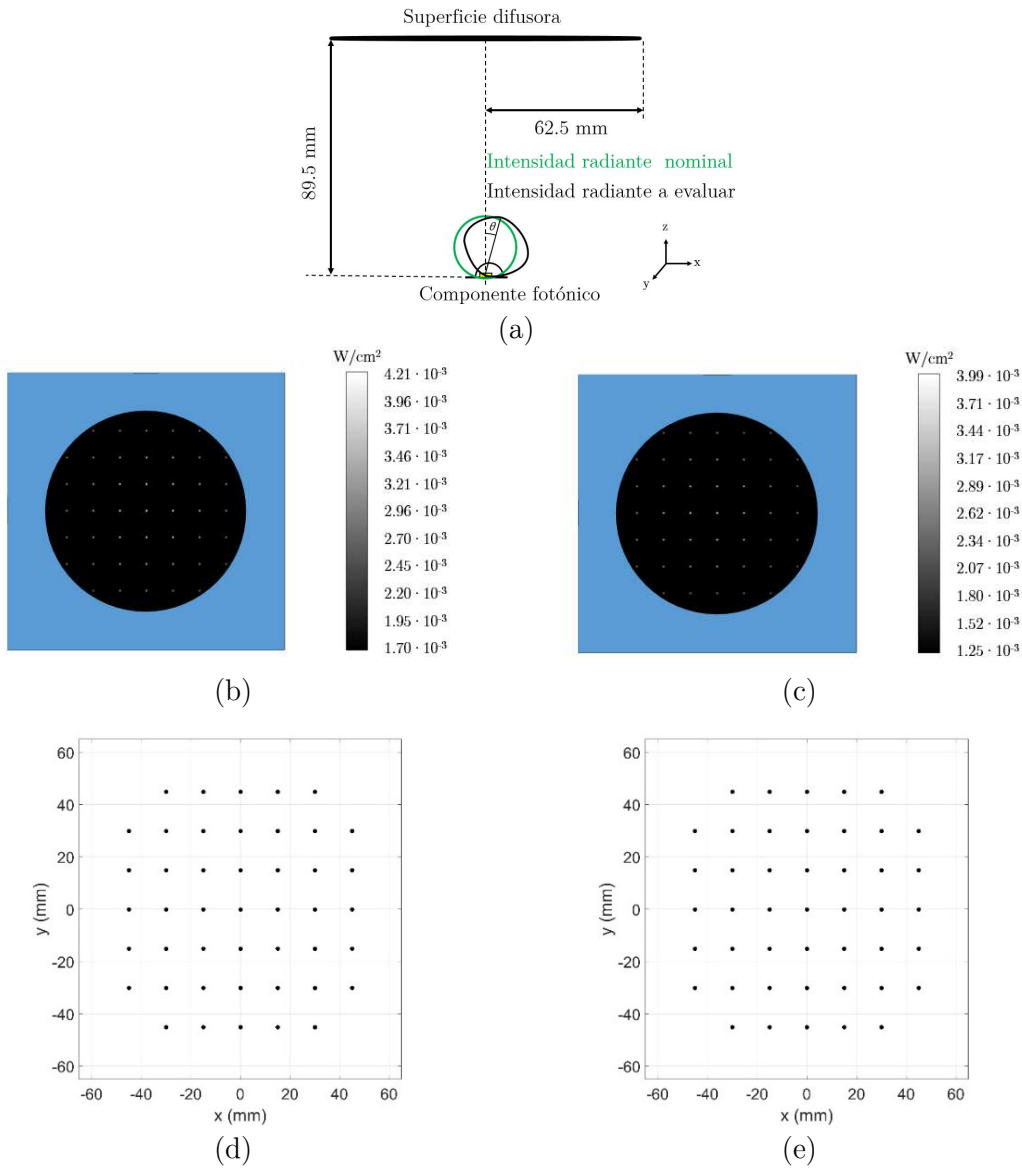 Superficie difusora
89.5 mm
62.5 mm
Intensidad radiante nominal
Intensidad radiante a evaluar
θ
z
x
y
Componente fotónico
(a)
W/cm²
4.21 · 10⁻³
3.96 · 10⁻³
3.71 · 10⁻³
3.46 · 10⁻³
3.21 · 10⁻³
2.96 · 10⁻³
2.70 · 10⁻³
2.45 · 10⁻³
2.20 · 10⁻³
1.95 · 10⁻³
1.70 · 10⁻³
(b)
W/cm²
3.99 · 10⁻³
3.71 · 10⁻³
3.44 · 10⁻³
3.17 · 10⁻³
2.89 · 10⁻³
2.62 · 10⁻³
2.34 · 10⁻³
2.07 · 10⁻³
1.80 · 10⁻³
1.52 · 10⁻³
1.25 · 10⁻³
(c)
60
40
20
0
-20
-40
-60
y (mm)
-60 -40 -20 0 20 40 60
x (mm)
(d)
60
40
20
0
-20
-40
-60
y (mm)
-60 -40 -20 0 20 40 60
x (mm)
(e)